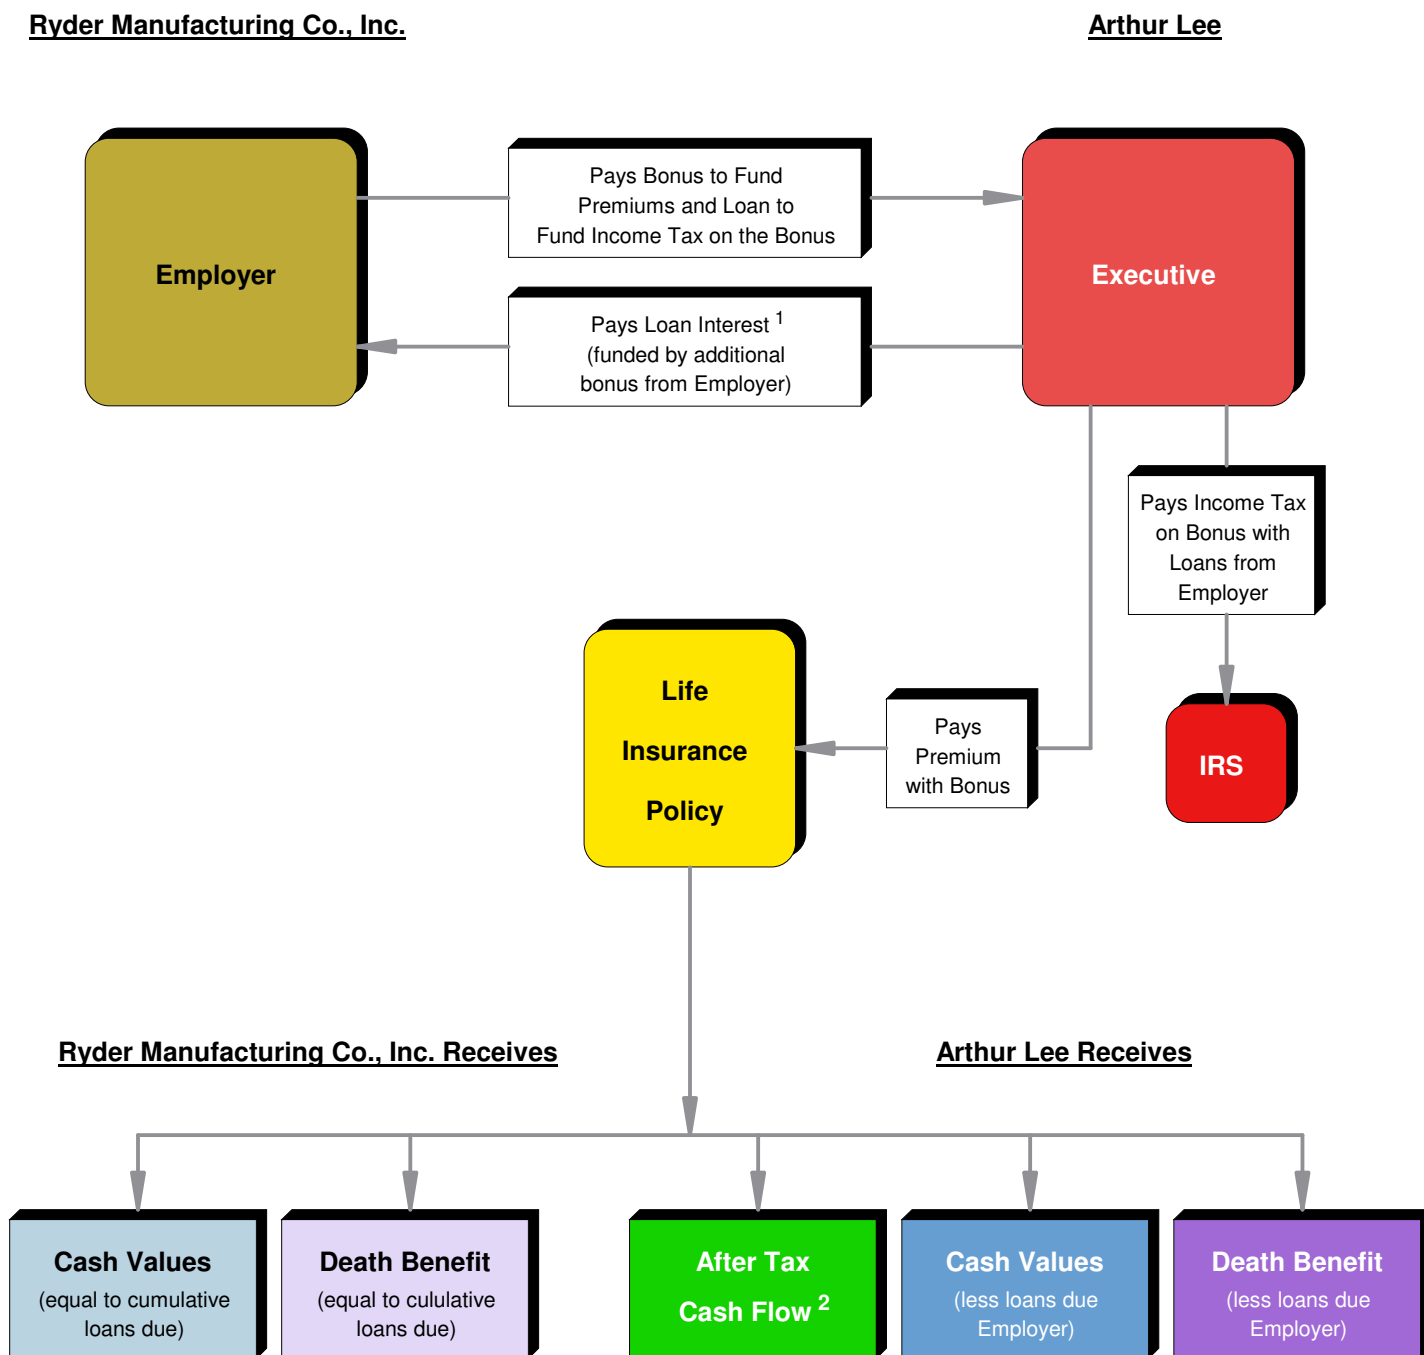 Ryder Manufacturing Co., Inc.
Arthur Lee
Employer
Pays Bonus to Fund
Premiums and Loan to
Fund Income Tax on the Bonus
Executive
Pays Loan Interest 1
(funded by additional
bonus from Employer)
Pays Income Tax
on Bonus with
Loans from
Employer
Life
Insurance
Policy
Pays
Premium
with Bonus
IRS
Ryder Manufacturing Co., Inc. Receives
Arthur Lee Receives
Cash Values
(equal to cumulative
loans due)
Death Benefit
(equal to cululative
loans due)
After Tax
Cash Flow 2
Cash Values
(less loans due
Employer)
Death Benefit
(less loans due
Employer)